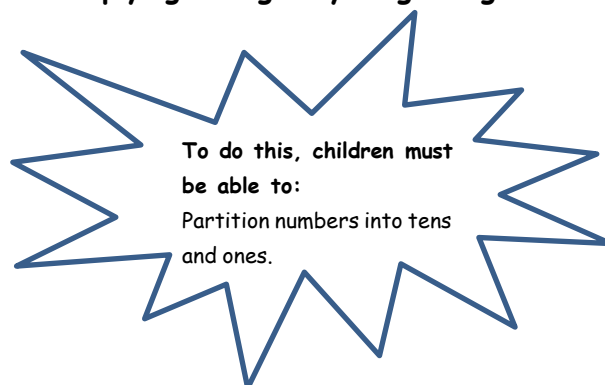 To do this, children must
be able to:
Partition numbers into tens
and ones.